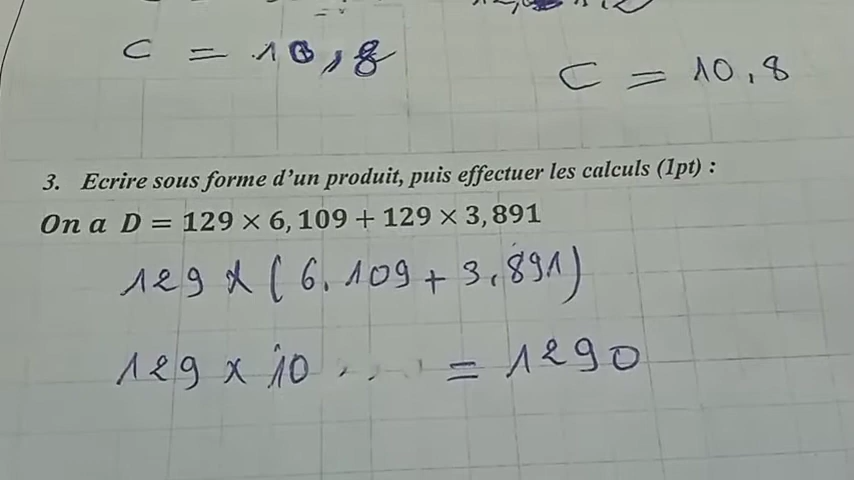 C = 10,8
C = 10,8
3. Ecrire sous forme d'un produit, puis effectuer les calculs (1pt) :
On a D = 129 × 6,109 + 129 × 3,891
129 × ( 6,109 + 3,891)
129 × 10 = 1290